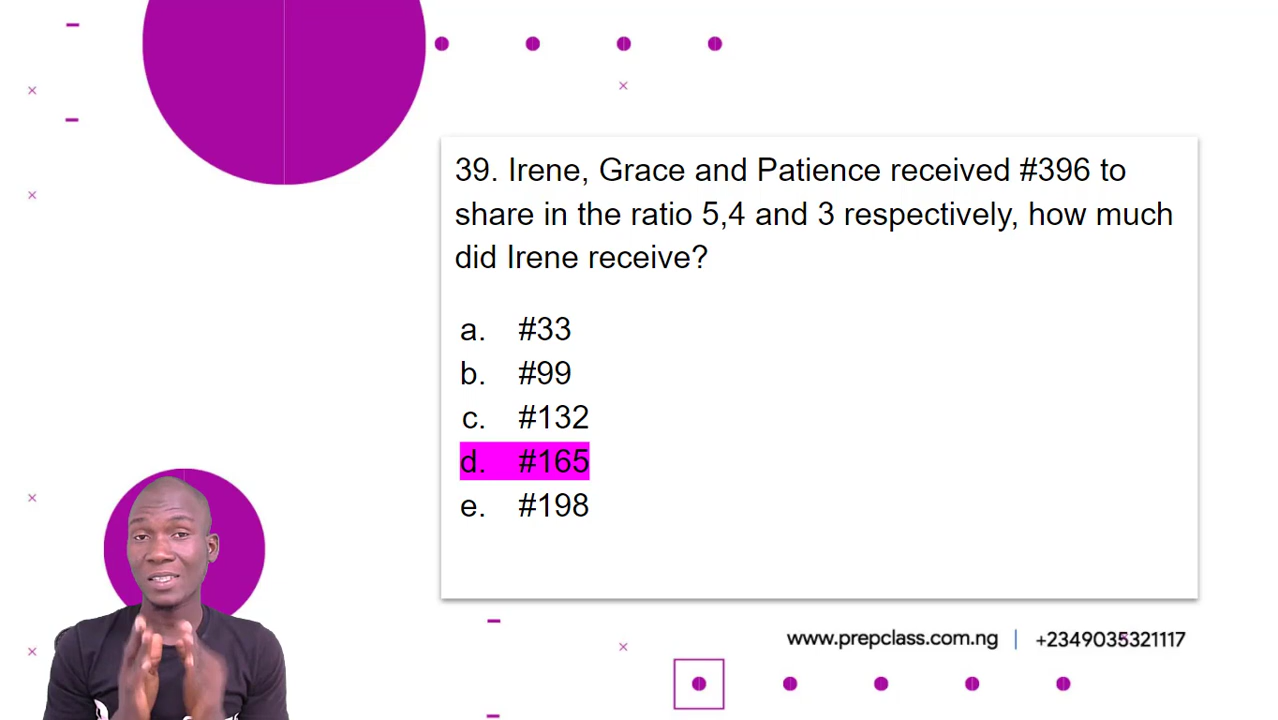 39. Irene, Grace and Patience received #396 to
share in the ratio 5,4 and 3 respectively, how much
did Irene receive?
a. #33
b. #99
c. #132
d. #165
e. #198
www.prepclass.com.ng | +2349035321117